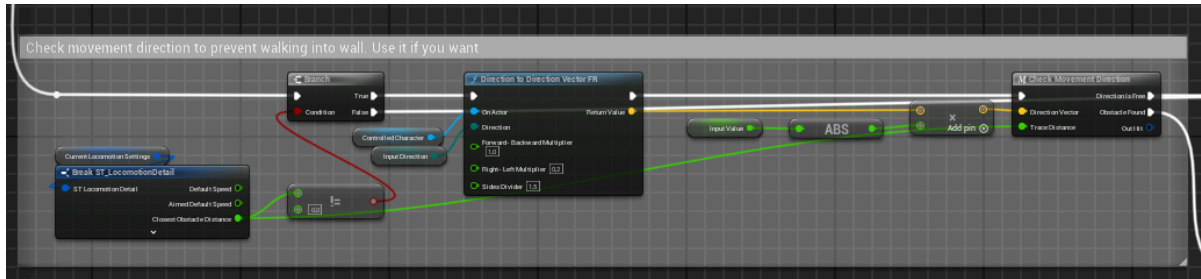 Check movement direction to prevent walking into wall. Use it if you want
Branch
True
Condition
False
Direction to Direction Vector FR
On Actor
Return Value
Direction
Forward- Backward Multiplier
1,0
Right- Left Multiplier 0,2
Sides Divider 1,5
Controlled Character
Input Direction
Current Locomotion Settings
Break ST_LocomotionDetail
ST Locomotion Detail
Default Speed
Aimed Default Speed
Closest Obstacle Distance
!=
0,0
Input Value
ABS
×
Add pin
Check Movement Direction
Direction Is Free
Direction Vector
Obstacle Found
Trace Distance
Out Hit